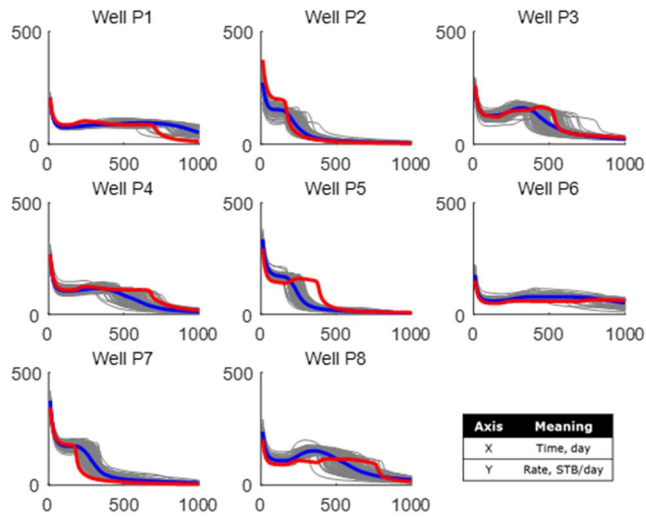 Well P1 Well P2 Well P3
500 500 500
0 0 0
0 500 1000 0 500 1000 0 500 1000
Well P4 Well P5 Well P6
500 500 500
0 0 0
0 500 1000 0 500 1000 0 500 1000
Well P7 Well P8
500 500
0 0
0 500 1000 0 500 1000
Axis Meaning
X Time, day
Y Rate, STB/day